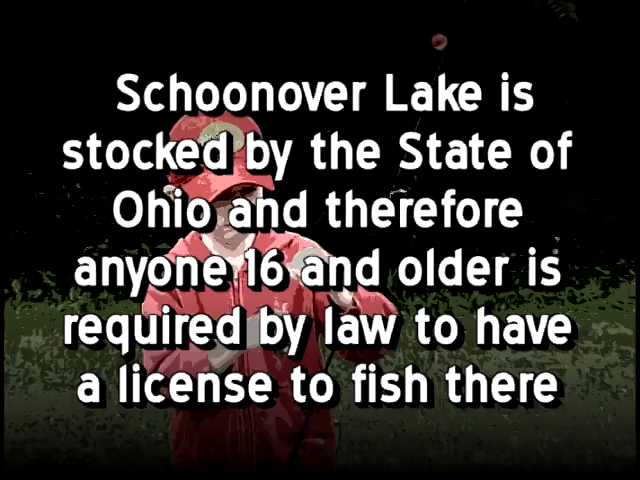 Schoonover Lake is
stocked by the State of
Ohio and therefore
anyone 16 and older is
required by law to have
a license to fish there